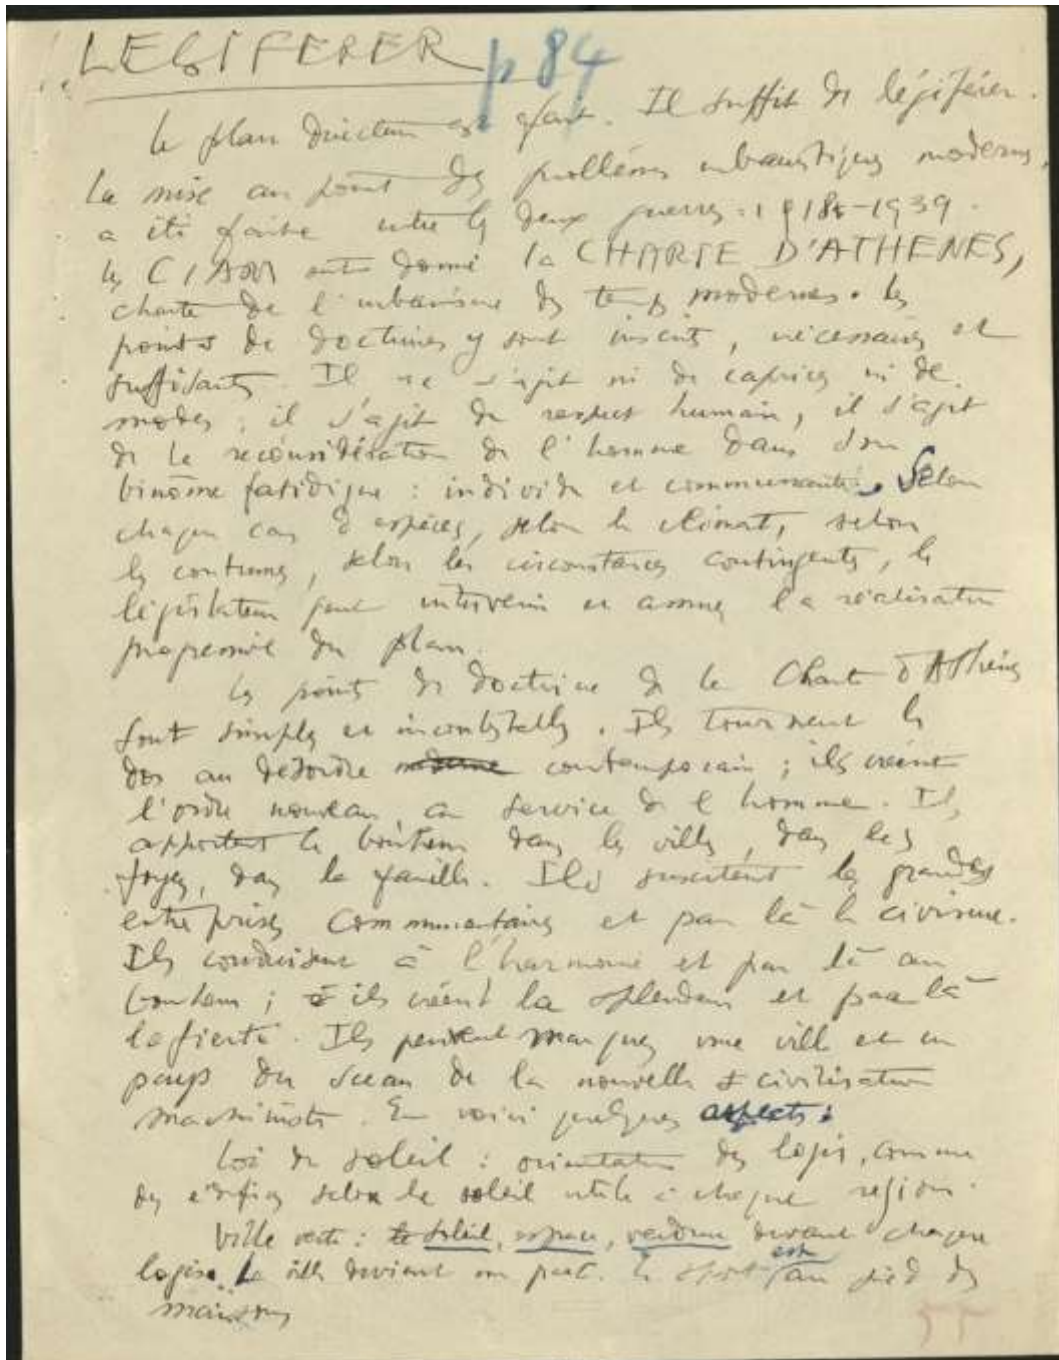 LEGIFERER p 84
le plan directeur est fait. Il suffit de légiférer.
La mise au point des problèmes urbanistiques modernes,
a été faite entre les deux guerres : 1918-1939.
les CIAM ont donné la CHARTE D'ATHENES,
charte de l'urbanisme des temps modernes. les
points de doctrines y sont inscrits, nécessaires et
suffisants. Il ne s'agit ni de caprices ni de
modes ; il s'agit de respect humain, il s'agit
de la reconsidération de l'homme dans son
binôme fatidique : individu et communauté. Selon
chaque cas d'espèces, selon le climat, selon
les coutumes, selon les circonstances contingentes, le
législateur peut intervenir et assurer la réalisation
progressive du plan.
les points de doctrine de la Charte d'Athènes
sont simples et incontestables. Ils tournent le
dos au désordre moderne contemporain ; ils créent
l'ordre nouveau au service de l'homme. Ils
apportent le bonheur dans les villes, dans les
foyers, dans la famille. Ils suscitent les grandes
entreprises communautaires et par là le civisme.
Ils conduisent à l'harmonie et par là au
bonheur ; ils créent la splendeur et par là
la fierté. Ils peuvent marquer une ville et un
pays du sceau de la nouvelle civilisation
machiniste. En voici quelques aspects :
Loi du soleil : orientation des logis, comme
des édifices selon le soleil utile à chaque région.
Ville verte : le soleil, espace, verdure devant chaque
logis. La ville devient un parc. le sport est au pied des
maisons
55